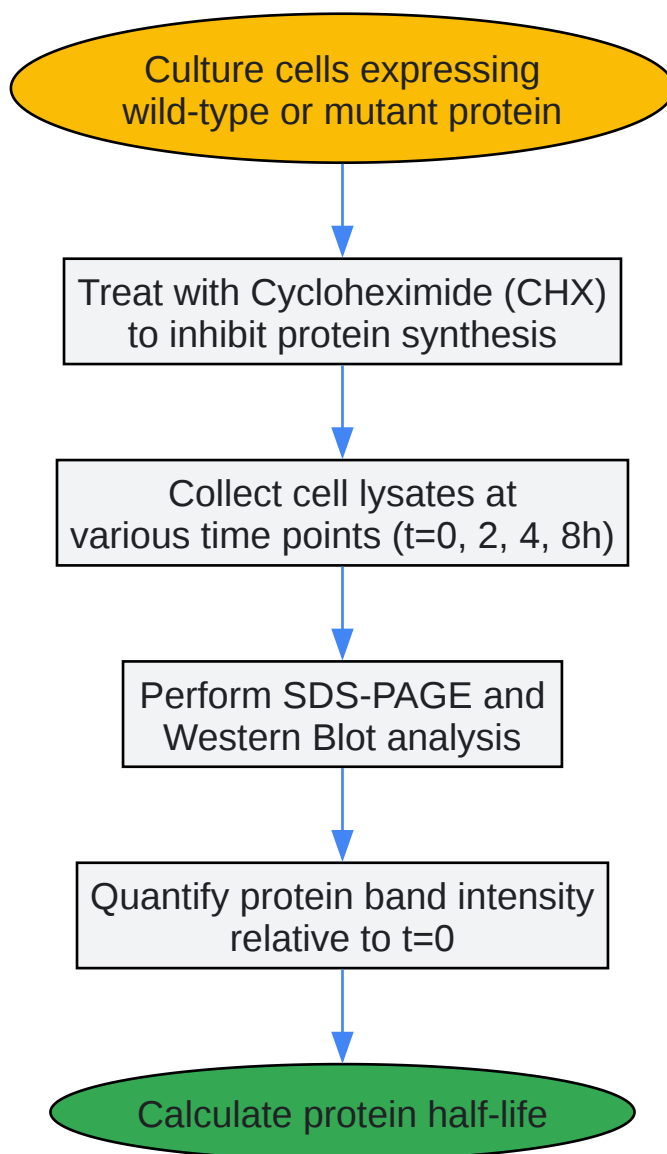 Culture cells expressing
wild-type or mutant protein
Treat with Cycloheximide (CHX)
to inhibit protein synthesis
Collect cell lysates at
various time points (t=0, 2, 4, 8h)
Perform SDS-PAGE and
Western Blot analysis
Quantify protein band intensity
relative to t=0
Calculate protein half-life